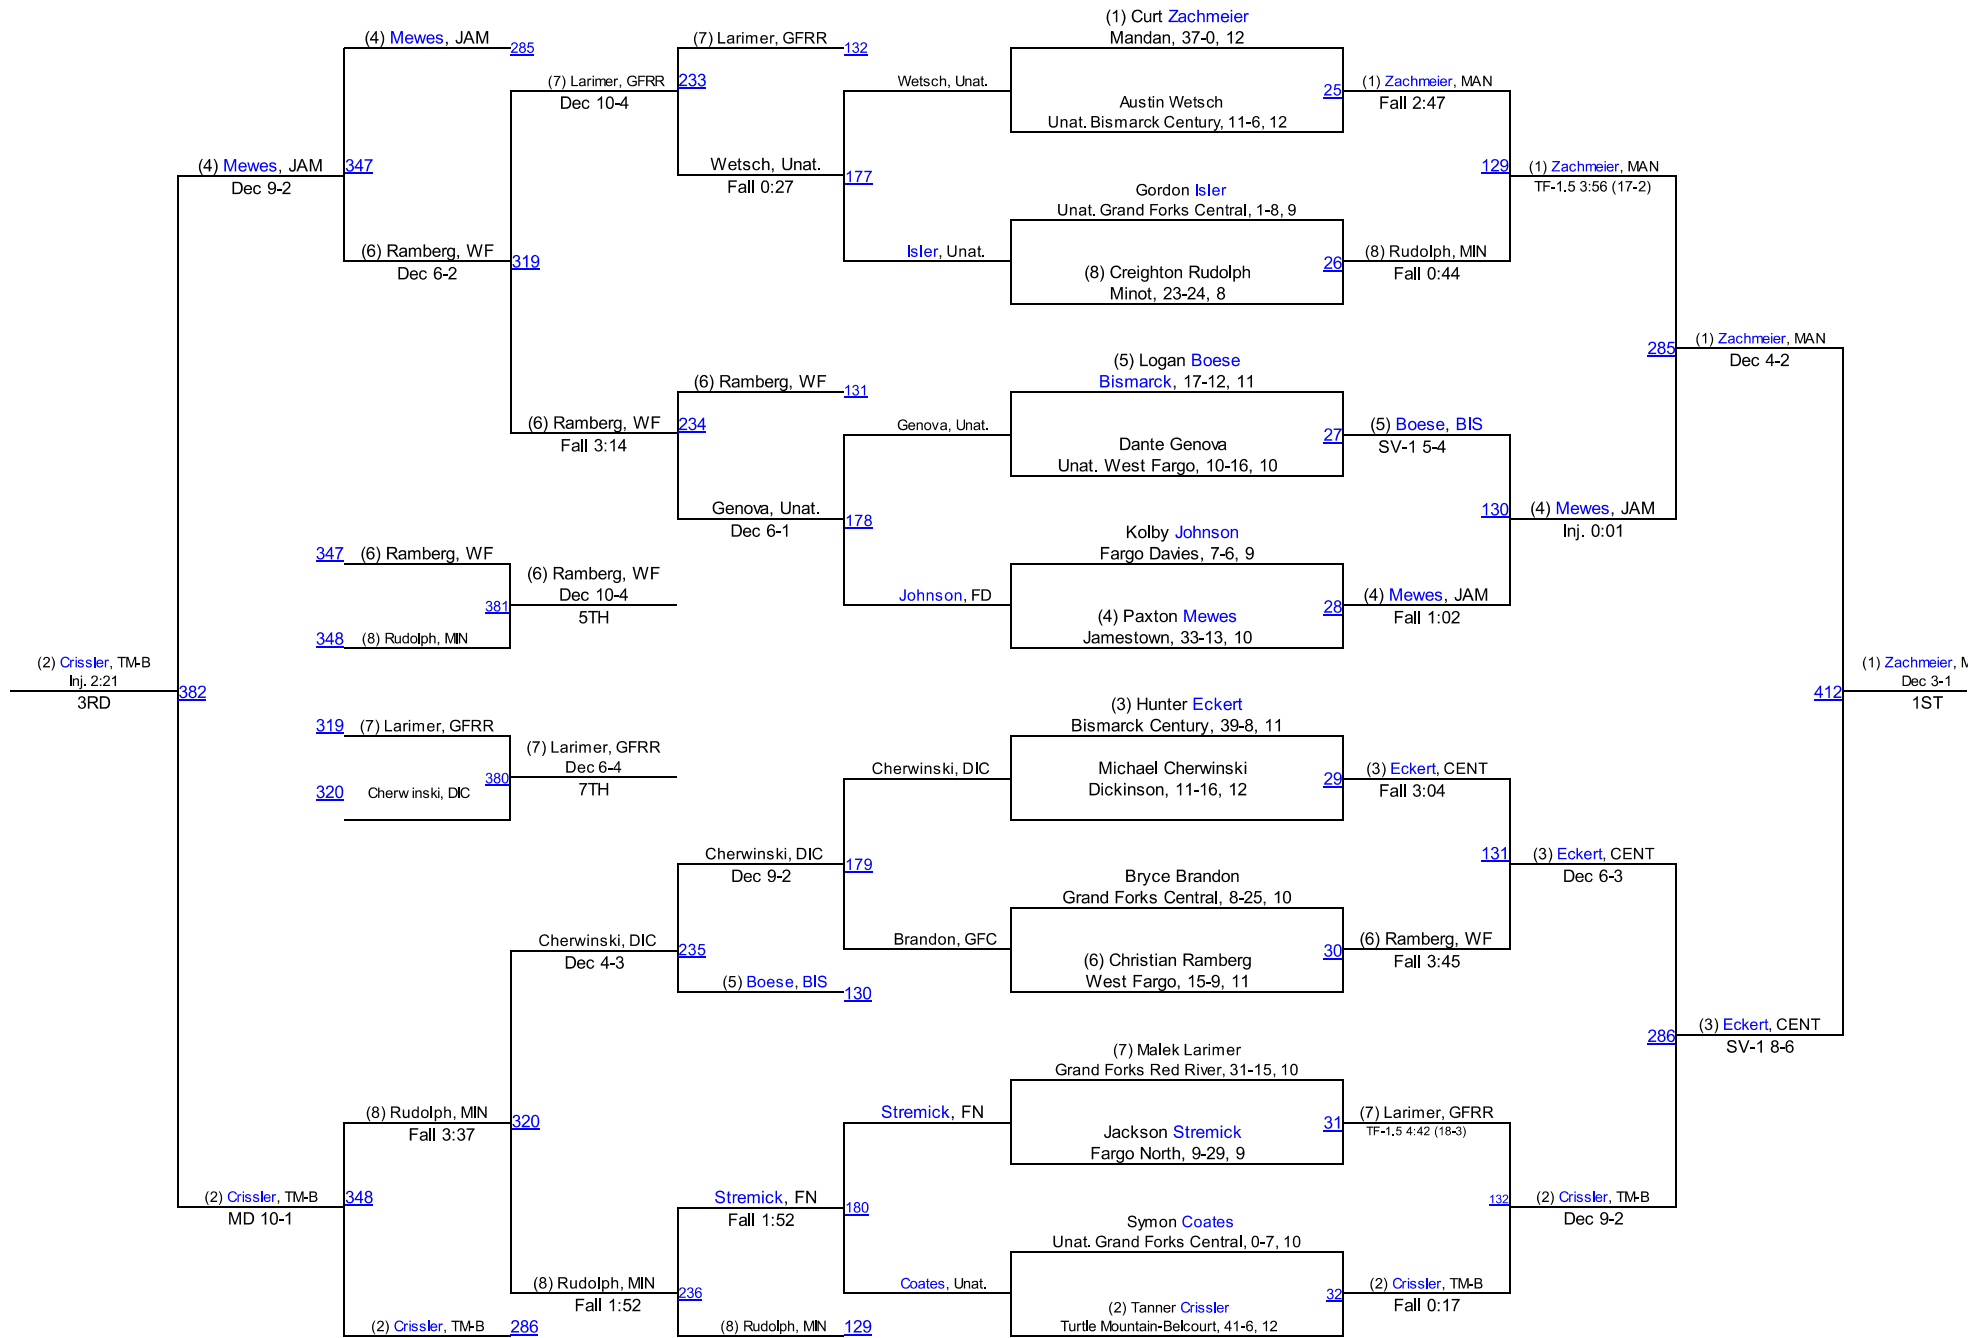 (1) Curt Zachmeier
Mandan, 37-0, 12
Austin Wetsch
Unat. Bismarck Century, 11-6, 12
Gordon Isler
Unat. Grand Forks Central, 1-8, 9
(8) Creighton Rudolph
Minot, 23-24, 8
(5) Logan Boese
Bismarck, 17-12, 11
Dante Genova
Unat. West Fargo, 10-16, 10
Kolby Johnson
Fargo Davies, 7-6, 9
(4) Paxton Mewes
Jamestown, 33-13, 10
(3) Hunter Eckert
Bismarck Century, 39-8, 11
Michael Cherwinski
Dickinson, 11-16, 12
Bryce Brandon
Grand Forks Central, 8-25, 10
(6) Christian Ramberg
West Fargo, 15-9, 11
(7) Malek Larimer
Grand Forks Red River, 31-15, 10
Jackson Stremick
Fargo North, 9-29, 9
Symon Coates
Unat. Grand Forks Central, 0-7, 10
(2) Tanner Crissler
Turtle Mountain-Belcourt, 41-6, 12
25
(1) Zachmeier, MAN
Fall 2:47
26
(8) Rudolph, MIN
Fall 0:44
27
(5) Boese, BIS
SV-1 5-4
28
(4) Mewes, JAM
Fall 1:02
29
(3) Eckert, CENT
Fall 3:04
30
(6) Ramberg, WF
Fall 3:45
31
(7) Larimer, GFRR
TF-1.5 4:42 (18-3)
32
(2) Crissler, TM-B
Fall 0:17
129
(1) Zachmeier, MAN
TF-1.5 3:56 (17-2)
130
(4) Mewes, JAM
Inj. 0:01
131
(3) Eckert, CENT
Dec 6-3
132
(2) Crissler, TM-B
Dec 9-2
285
(1) Zachmeier, MAN
Dec 4-2
286
(3) Eckert, CENT
SV-1 8-6
412
(1) Zachmeier, M
Dec 3-1
1ST
Wetsch, Unat.
Isler, Unat.
Genova, Unat.
Johnson, FD
Cherwinski, DIC
Brandon, GFC
Stremick, FN
Coates, Unat.
(7) Larimer, GFRR
132
Wetsch, Unat.
Fall 0:27
177
(6) Ramberg, WF
131
Genova, Unat.
Dec 6-1
178
Cherwinski, DIC
Dec 9-2
179
(5) Boese, BIS
130
Stremick, FN
Fall 1:52
180
(8) Rudolph, MIN
129
(7) Larimer, GFRR
Dec 10-4
233
(6) Ramberg, WF
Fall 3:14
234
Cherwinski, DIC
Dec 4-3
235
(8) Rudolph, MIN
Fall 1:52
236
(4) Mewes, JAM
285
(6) Ramberg, WF
Dec 6-2
319
(8) Rudolph, MIN
Fall 3:37
320
(2) Crissler, TM-B
286
(4) Mewes, JAM
Dec 9-2
347
(2) Crissler, TM-B
MD 10-1
348
(2) Crissler, TM-B
Inj. 2:21
3RD
382
347
(6) Ramberg, WF
348
(8) Rudolph, MIN
381
(6) Ramberg, WF
Dec 10-4
5TH
319
(7) Larimer, GFRR
320
Cherwinski, DIC
380
(7) Larimer, GFRR
Dec 6-4
7TH